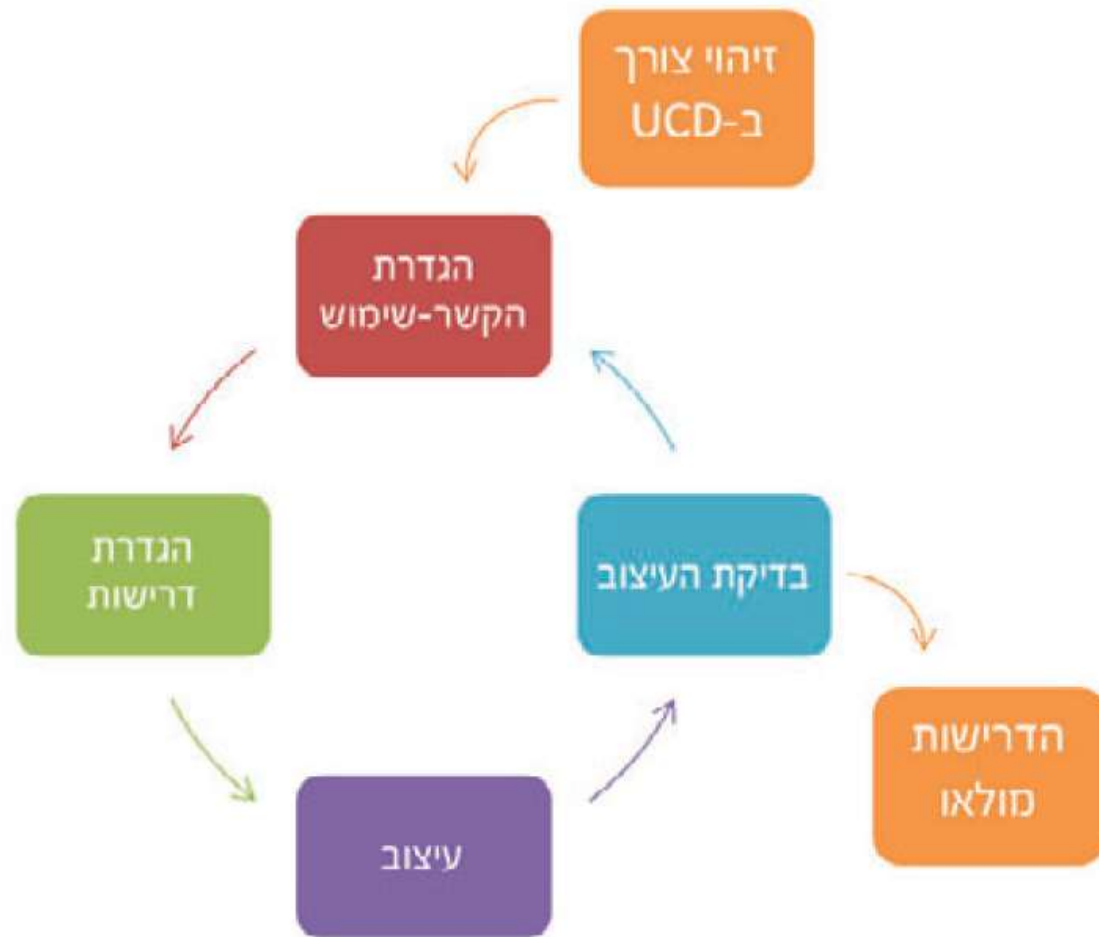 זיהוי צורך
ב-UCD
הגדרת
הקשר-שימוש
הגדרת
דרישות
עיצוב
בדיקת העיצוב
הדרישות
מולאו